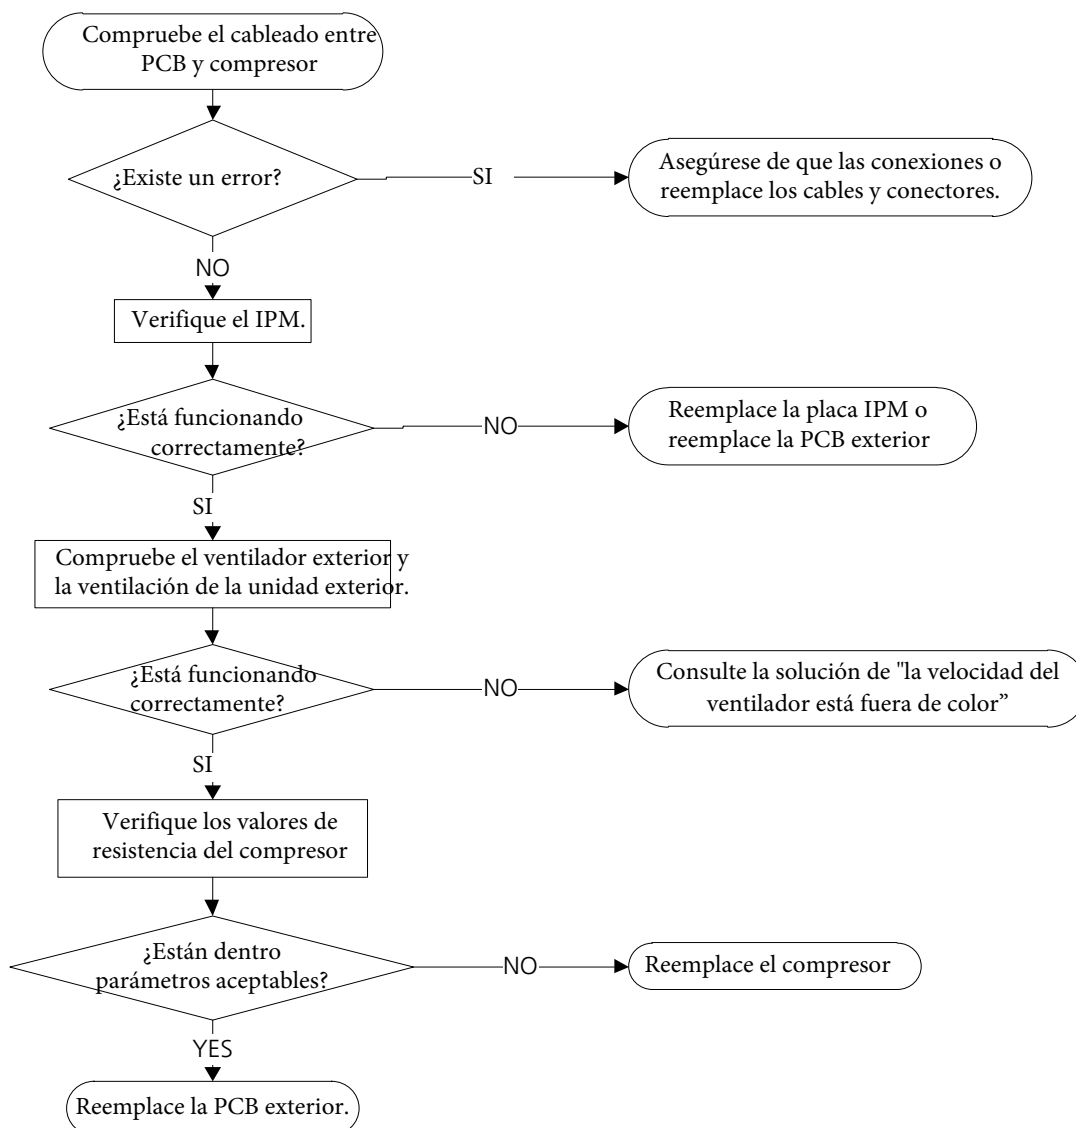 Compruebe el cableado entre
PCB y compresor
¿Existe un error?
SI
Asegúrese de que las conexiones o
reemplace los cables y conectores.
NO
Verifique el IPM.
¿Está funcionando
correctamente?
NO
Reemplace la placa IPM o
reemplace la PCB exterior
SI
Compruebe el ventilador exterior y
la ventilación de la unidad exterior.
¿Está funcionando
correctamente?
NO
Consulte la solución de "la velocidad del
ventilador está fuera de color”
SI
Verifique los valores de
resistencia del compresor
¿Están dentro
parámetros aceptables?
NO
Reemplace el compresor
YES
Reemplace la PCB exterior.